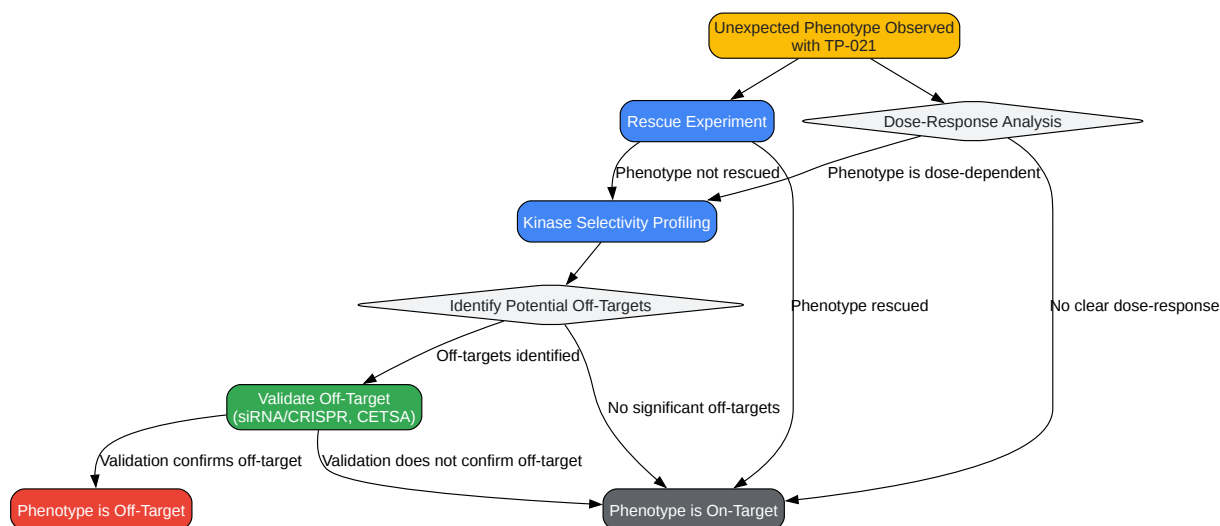 Unexpected Phenotype Observed
with TP-021
Rescue Experiment
Dose-Response Analysis
Phenotype not rescued
Phenotype is dose-dependent
Kinase Selectivity Profiling
Identify Potential Off-Targets
Phenotype rescued
No clear dose-response
Off-targets identified
Validate Off-Target
(siRNA/CRISPR, CETSA)
No significant off-targets
Validation confirms off-target
Validation does not confirm off-target
Phenotype is Off-Target
Phenotype is On-Target